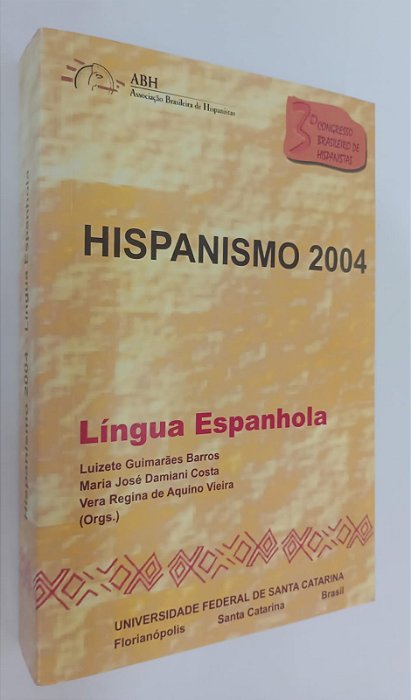 ABH
Associação Brasileira de Hispanistas
3º CONGRESSO
BRASILEIRO DE
HISPANISTAS
HISPANISMO 2004
Língua Espanhola
Luizete Guimarães Barros
Maria José Damiani Costa
Vera Regina de Aquino Vieira
(Orgs.)
UNIVERSIDADE FEDERAL DE SANTA CATARINA
Florianópolis Santa Catarina Brasil
Hispanismo 2004 Língua Espanhola